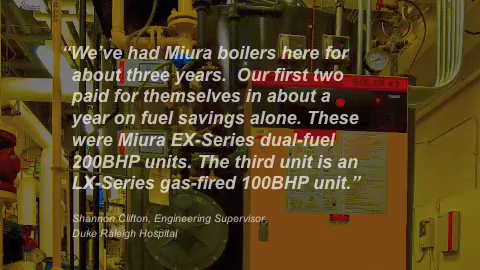 “We’ve had Miura boilers here for
about three years.  Our first two
paid for themselves in about a
year on fuel savings alone. These
were Miura EX-Series dual-fuel
200BHP units. The third unit is an
LX-Series gas-fired 100BHP unit.”
Shannon Clifton, Engineering Supervisor,
Duke Raleigh Hospital